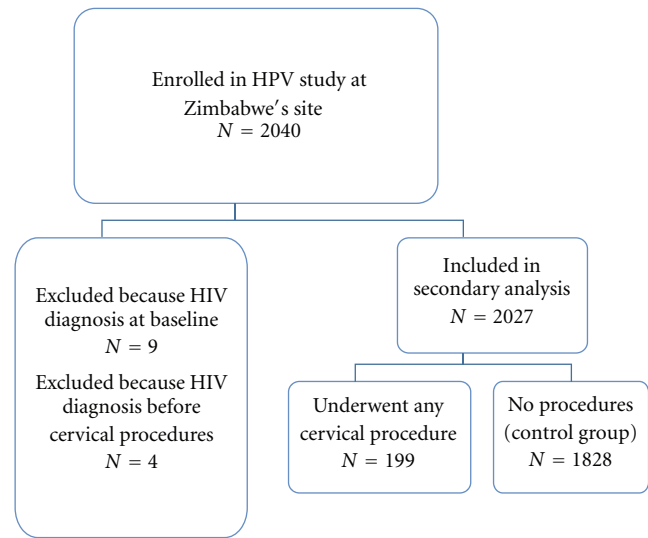 Enrolled in HPV study at
Zimbabwe's site
N = 2040
Excluded because HIV
diagnosis at baseline
N = 9
Excluded because HIV
diagnosis before
cervical procedures
N = 4
Included in
secondary analysis
N = 2027
Underwent any
cervical procedure
N = 199
No procedures
(control group)
N = 1828